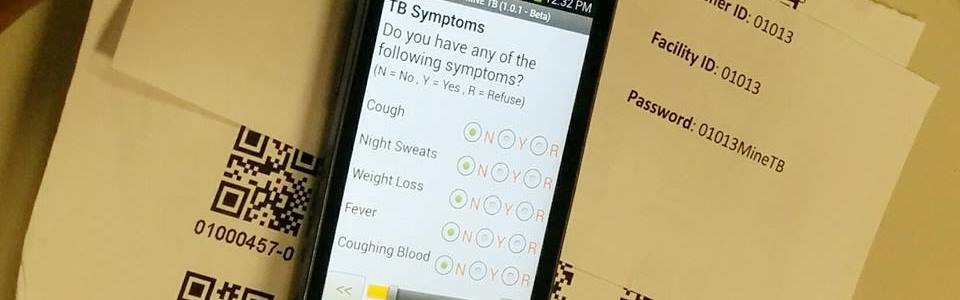 12:32 PM
MINE TB (1.0.1 - Beta)
TB Symptoms
Do you have any of the
following symptoms?
(N = No , Y = Yes , R = Refuse)
Cough
N Y R
Night Sweats
N Y R
Weight Loss
N Y R
Fever
N Y R
Coughing Blood
N Y R
<<
01000457-0
ID: 01013
Facility ID: 01013
Password: 01013MineTB